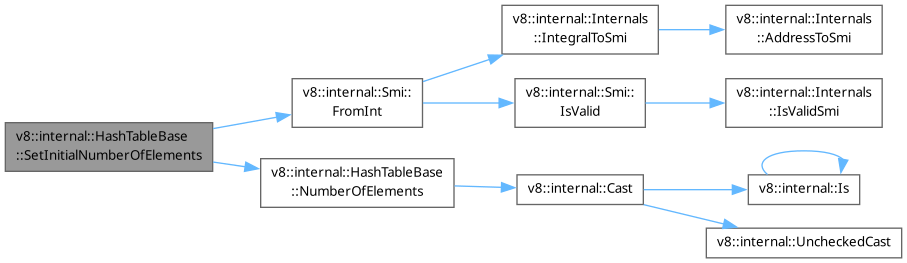 v8::internal::Internals
::IntegralToSmi
v8::internal::Internals
::AddressToSmi
v8::internal::Smi::
FromInt
v8::internal::Smi::
IsValid
v8::internal::Internals
::IsValidSmi
v8::internal::HashTableBase
::SetInitialNumberOfElements
v8::internal::HashTableBase
::NumberOfElements
v8::internal::Cast
v8::internal::Is
v8::internal::UncheckedCast